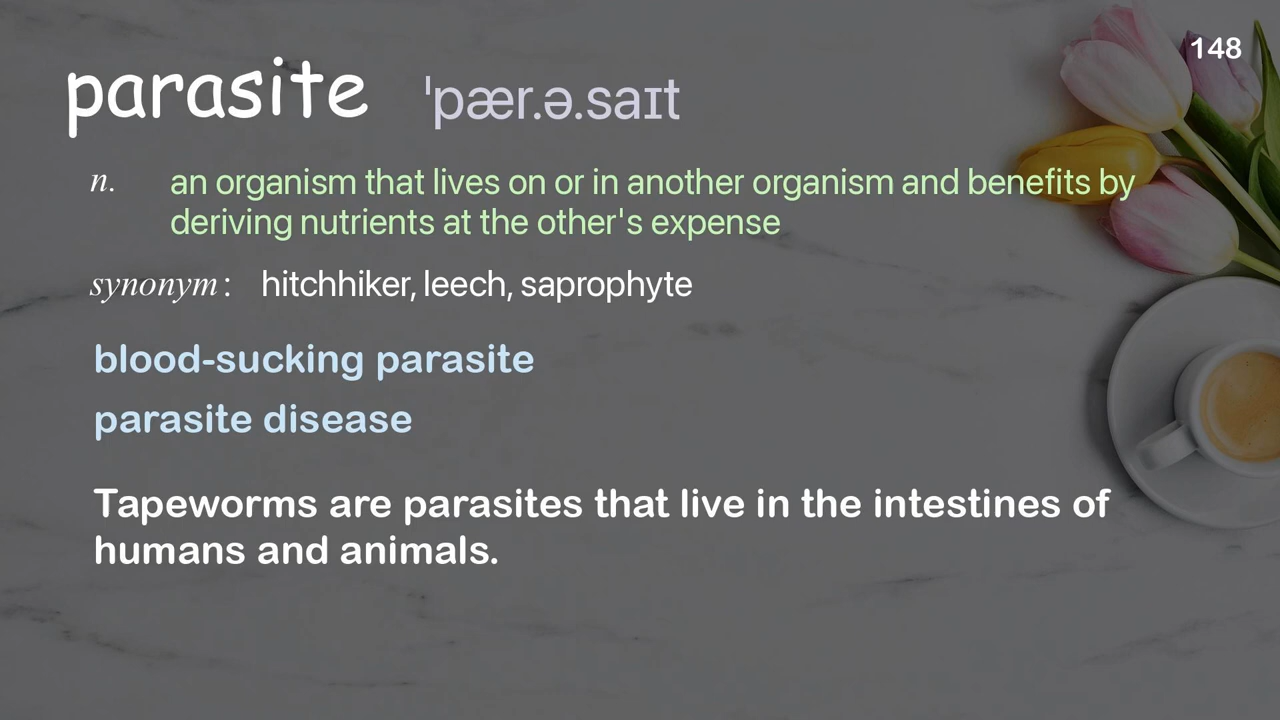 148
parasite ˈpær.ə.saɪt
n. an organism that lives on or in another organism and benefits by
deriving nutrients at the other's expense
synonym : hitchhiker, leech, saprophyte
blood-sucking parasite
parasite disease
Tapeworms are parasites that live in the intestines of
humans and animals.